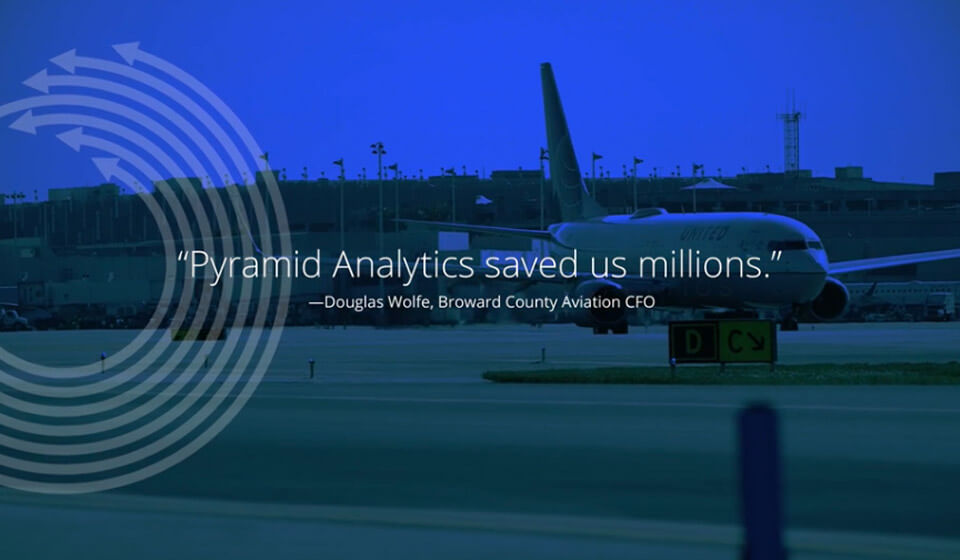 UNITED
“Pyramid Analytics saved us millions.”
—Douglas Wolfe, Broward County Aviation CFO
D C↘